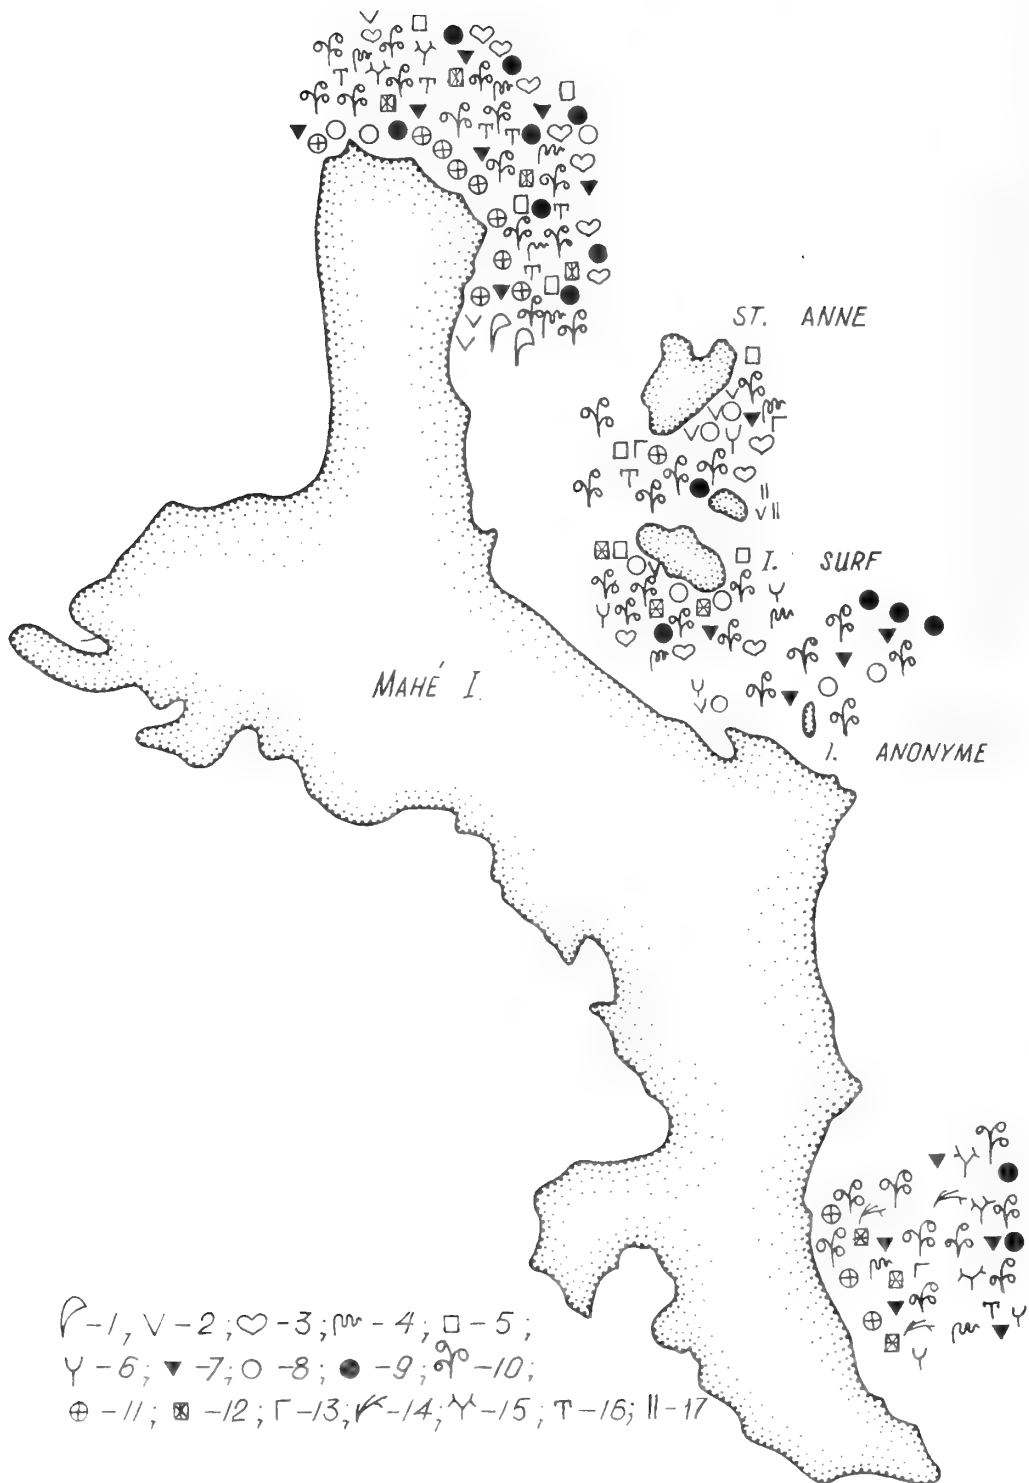 ST. ANNE
I. SURF
MAHÉ I.
I. ANONYME
-1, -2; -3; -4, -5;
-6; -7; -8; -9; -10;
-11; -12; -13, -14; -15; -16; -17